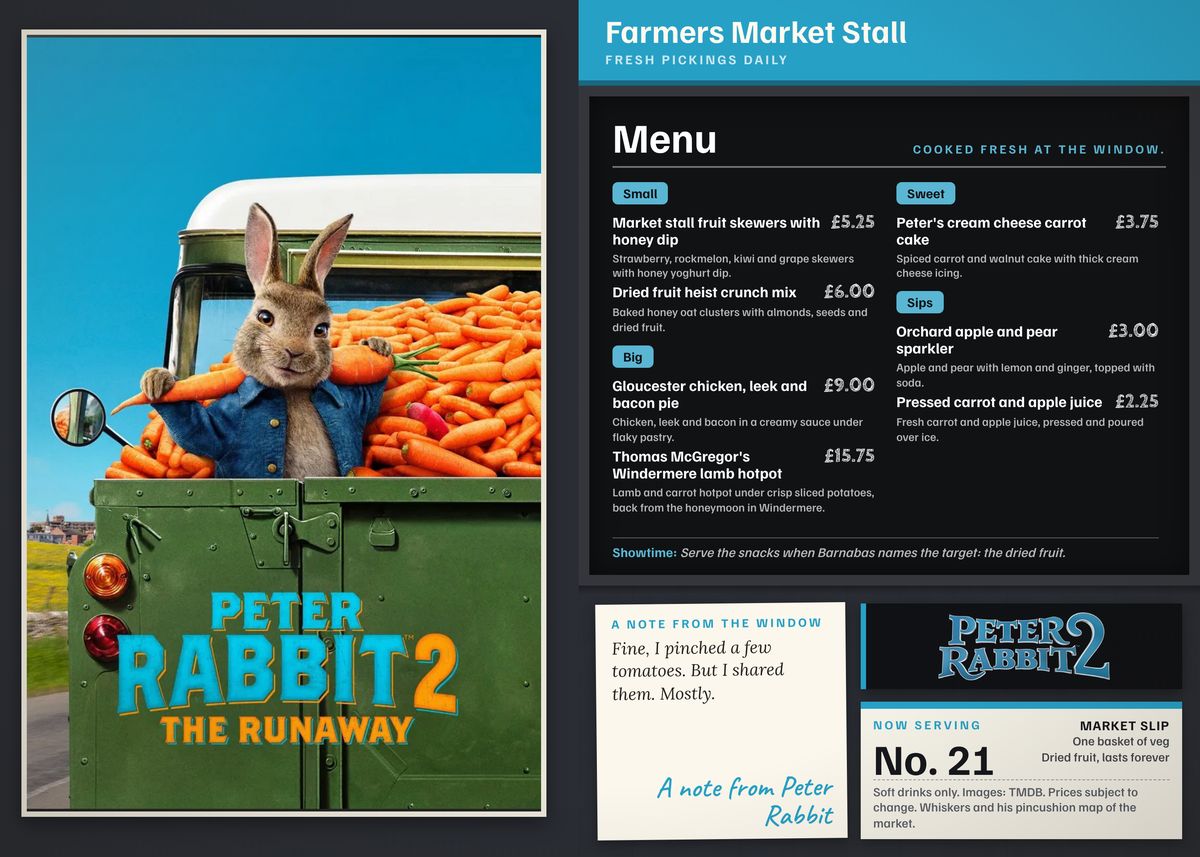 PETER
RABBIT™ 2
THE RUNAWAY
Farmers Market Stall
FRESH PICKINGS DAILY
Menu
COOKED FRESH AT THE WINDOW.
Small
Market stall fruit skewers with £5.25
honey dip
Strawberry, rockmelon, kiwi and grape skewers
with honey yoghurt dip.
Dried fruit heist crunch mix £6.00
Baked honey oat clusters with almonds, seeds and
dried fruit.
Big
Gloucester chicken, leek and £9.00
bacon pie
Chicken, leek and bacon in a creamy sauce under
flaky pastry.
Thomas McGregor's £15.75
Windermere lamb hotpot
Lamb and carrot hotpot under crisp sliced potatoes,
back from the honeymoon in Windermere.
Sweet
Peter's cream cheese carrot £3.75
cake
Spiced carrot and walnut cake with thick cream
cheese icing.
Sips
Orchard apple and pear £3.00
sparkler
Apple and pear with lemon and ginger, topped with
soda.
Pressed carrot and apple juice £2.25
Fresh carrot and apple juice, pressed and poured
over ice.
Showtime: Serve the snacks when Barnabas names the target: the dried fruit.
A NOTE FROM THE WINDOW
Fine, I pinched a few
tomatoes. But I shared
them. Mostly.
A note from Peter
Rabbit
PETER
RABBIT 2
NOW SERVING
No. 21
MARKET SLIP
One basket of veg
Dried fruit, lasts forever
Soft drinks only. Images: TMDB. Prices subject to
change. Whiskers and his pincushion map of the
market.